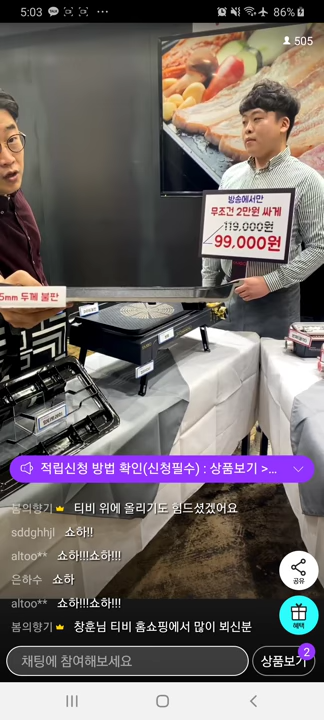 5:03
86%
505
방송에서만
무조건 2만원 싸게
119,000원
99,000원
5mm 두께 불판
적립신청 방법 확인(신청필수) : 상품보기 >...
봄의향기 티비 위에 올리기도 힘드셨겠어요
sddghhjl 쇼하!!
altoo** 쇼하!!!쇼하!!!
은하수 쇼하
altoo** 쇼하!!!쇼하!!!
봄의향기 창훈님 티비 홈쇼핑에서 많이 뵈신분
공유
혜택
2
채팅에 참여해보세요
상품보기